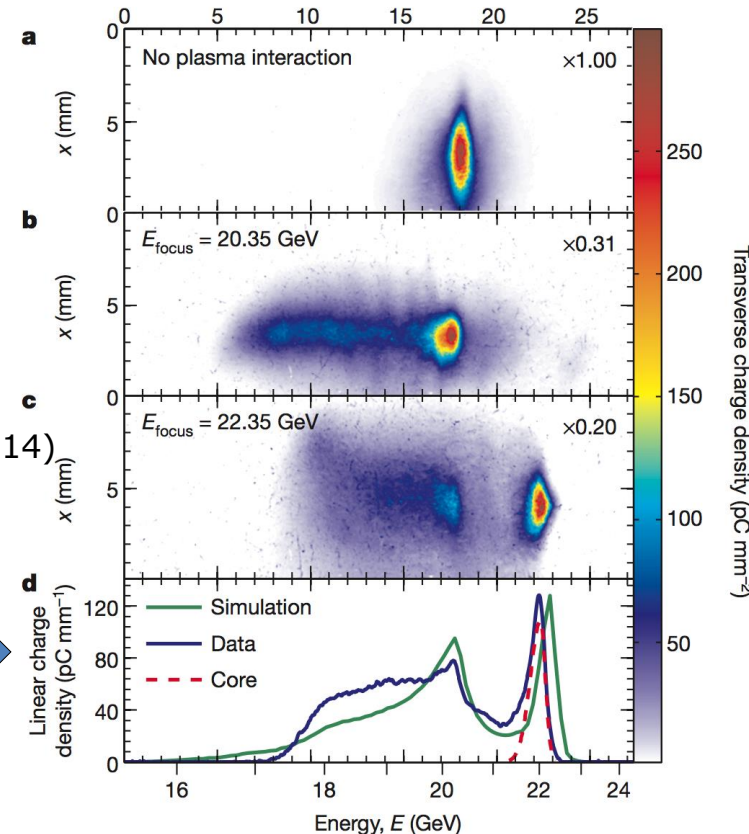 0 5 10 15 20 25
a
No plasma interaction
×1.00
0
5
x (mm)
b
E focus = 20.35 GeV
×0.31
0
5
x (mm)
c
E focus = 22.35 GeV
×0.20
0
5
x (mm)
14)
d
Simulation
Data
Core
120
80
40
0
Linear charge
density (pC mm⁻¹)
16 18 20 22 24
Energy, E (GeV)
250
200
150
100
50
Transverse charge density (pC mm⁻²)